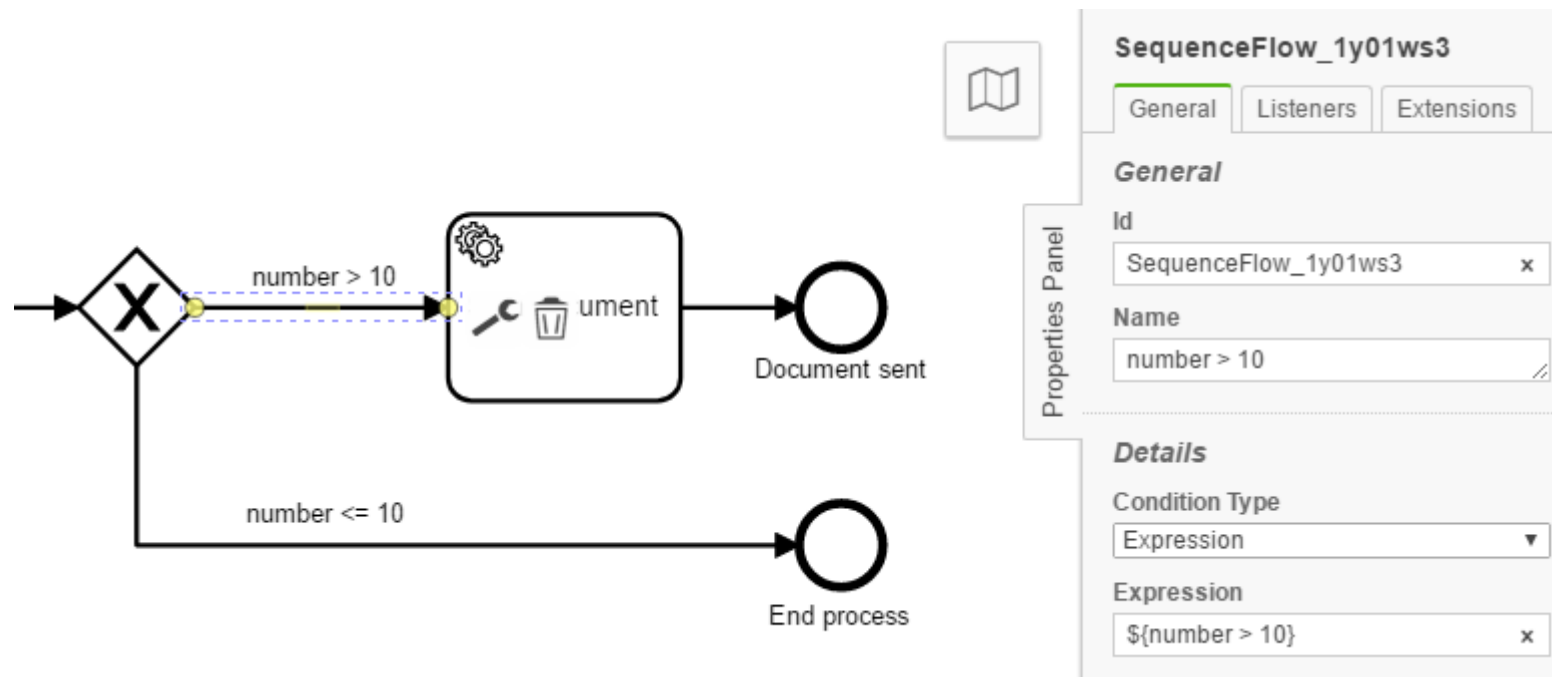 number > 10
ument
Document sent
number <= 10
End process
Properties Panel
SequenceFlow_1y01ws3
General
Listeners
Extensions
General
Id
SequenceFlow_1y01ws3
x
Name
number > 10
Details
Condition Type
Expression
Expression
${number > 10}
x